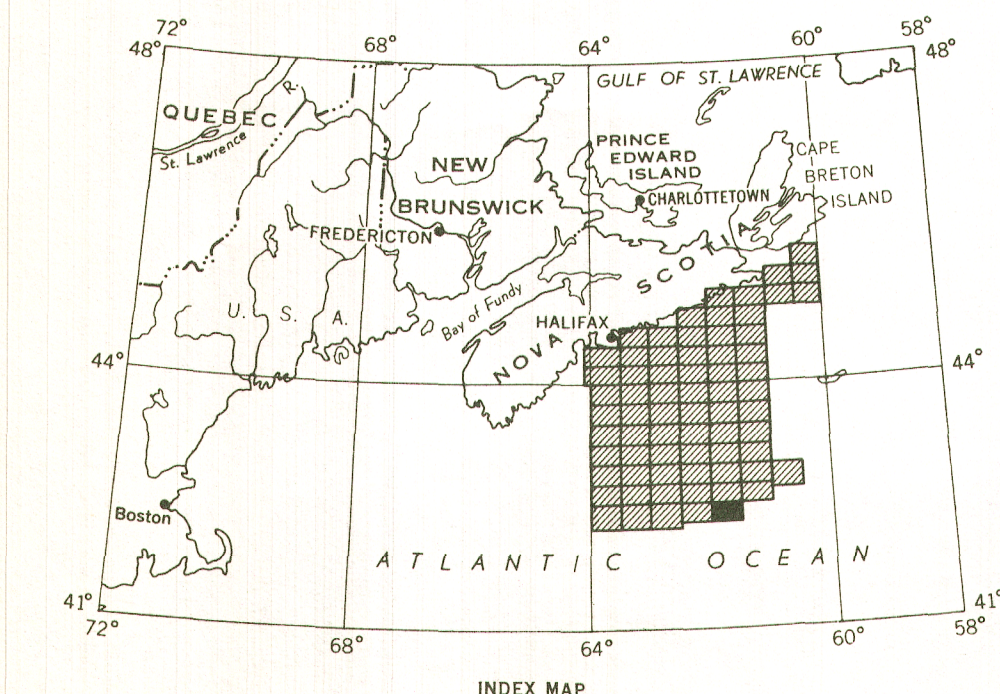 72°
68°
64°
60°
58°
48°
48°
GULF OF ST. LAWRENCE
QUEBEC
R.
St. Lawrence
PRINCE
EDWARD
ISLAND
CAPE
BRETON
ISLAND
NEW
BRUNSWICK
CHARLOTTETOWN
FREDERICTON
NOVA SCOTIA
U. S. A.
Bay of Fundy
HALIFAX
44°
44°
Boston
ATLANTIC OCEAN
41°
41°
72°
68°
64°
60°
58°
INDEX MAP